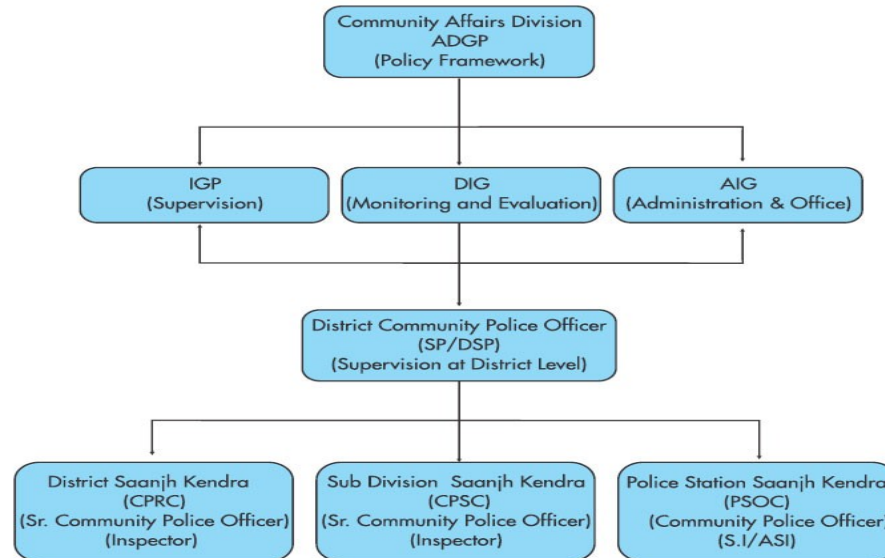 Community Affairs Division
ADGP
(Policy Framework)
IGP
(Supervision)
DIG
(Monitoring and Evaluation)
AIG
(Administration & Office)
District Community Police Officer
(SP/DSP)
(Supervision at District Level)
District Saanjh Kendra
(CPRC)
(Sr. Community Police Officer)
(Inspector)
Sub Division Saanjh Kendra
(CPSC)
(Sr. Community Police Officer)
(Inspector)
Police Station Saanjh Kendra
(PSOC)
(Community Police Officer)
(S.I/ASI)